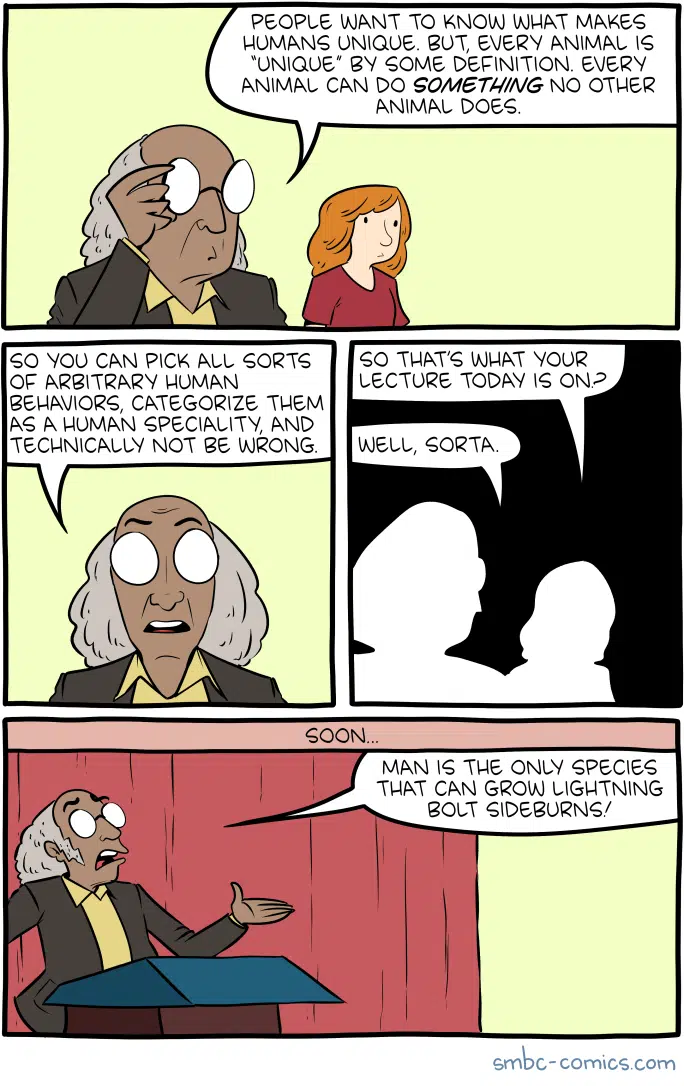 PEOPLE WANT TO KNOW WHAT MAKES
HUMANS UNIQUE. BUT, EVERY ANIMAL IS
"UNIQUE" BY SOME DEFINITION. EVERY
ANIMAL CAN DO SOMETHING NO OTHER
ANIMAL DOES.
SO YOU CAN PICK ALL SORTS
OF ARBITRARY HUMAN
BEHAVIORS, CATEGORIZE THEM
AS A HUMAN SPECIALITY, AND
TECHNICALLY NOT BE WRONG.
SO THAT'S WHAT YOUR
LECTURE TODAY IS ON?
WELL, SORTA.
SOON...
MAN IS THE ONLY SPECIES
THAT CAN GROW LIGHTNING
BOLT SIDEBURNS!
smbc-comics.com